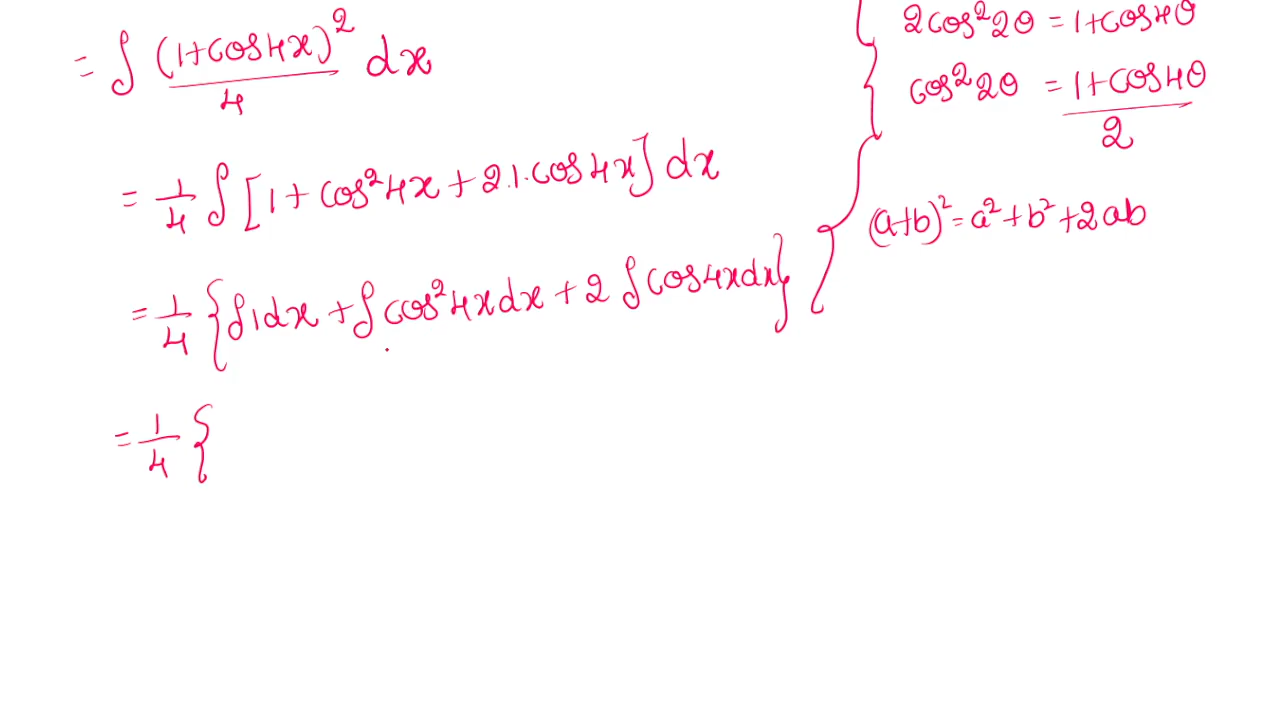 = ∫ (1+cos4x)²/4 dx
= 1/4 ∫ [1 + cos²4x + 2.1.cos4x] dx
= 1/4 { ∫1dx + ∫cos²4xdx + 2 ∫cos4xdx }
= 1/4 {
2cos²2θ = 1+cos4θ
cos²2θ = 1+cos4θ/2
(a+b)² = a²+b²+2ab